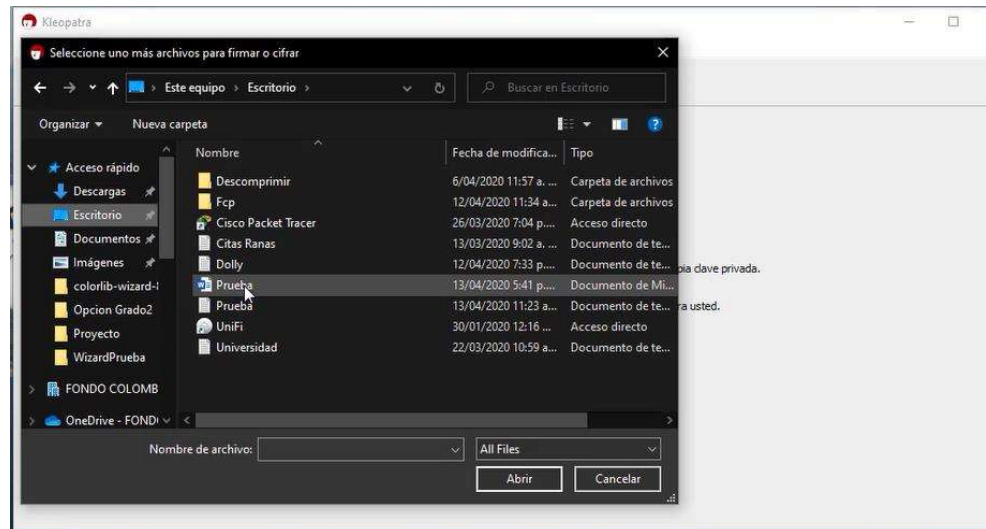 Kleopatra
Seleccione uno más archivos para firmar o cifrar
Este equipo > Escritorio >
Buscar en Escritorio
Organizar Nueva carpeta
Nombre Fecha de modifica... Tipo
Acceso rápido
Descargas
Escritorio
Documentos
Imágenes
colorlib-wizard-
Opcion Grado2
Proyecto
WizardPrueba
FONDO COLOMB
OneDrive - FOND
Descomprimir 6/04/2020 11:57 a. ... Carpeta de archivos
Fcp 12/04/2020 11:34 a... Carpeta de archivos
Cisco Packet Tracer 26/03/2020 7:04 p.... Acceso directo
Citas Ranas 13/03/2020 9:02 a. ... Documento de te...
Dolly 12/04/2020 7:33 p.... Documento de te...
Prueba 13/04/2020 5:41 p.... Documento de Mi...
Prueba 13/04/2020 11:23 a... Documento de te...
UniFi 30/01/2020 12:16 ... Acceso directo
Universidad 22/03/2020 10:59 a... Documento de te...
pia clave privada.
ra usted.
Nombre de archivo: All Files
Abrir Cancelar